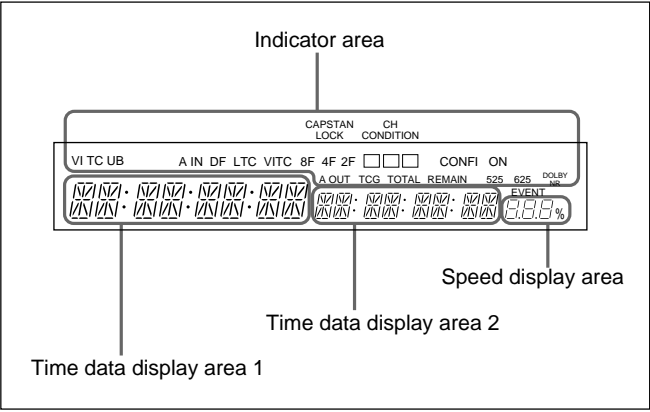 Indicator area
CAPSTAN LOCK
CH CONDITION
VI TC UB A IN DF LTC VITC 8F 4F 2F CONFI ON
A OUT TCG TOTAL REMAIN 525 625 DOLBY NR
EVENT
%
Speed display area
Time data display area 2
Time data display area 1